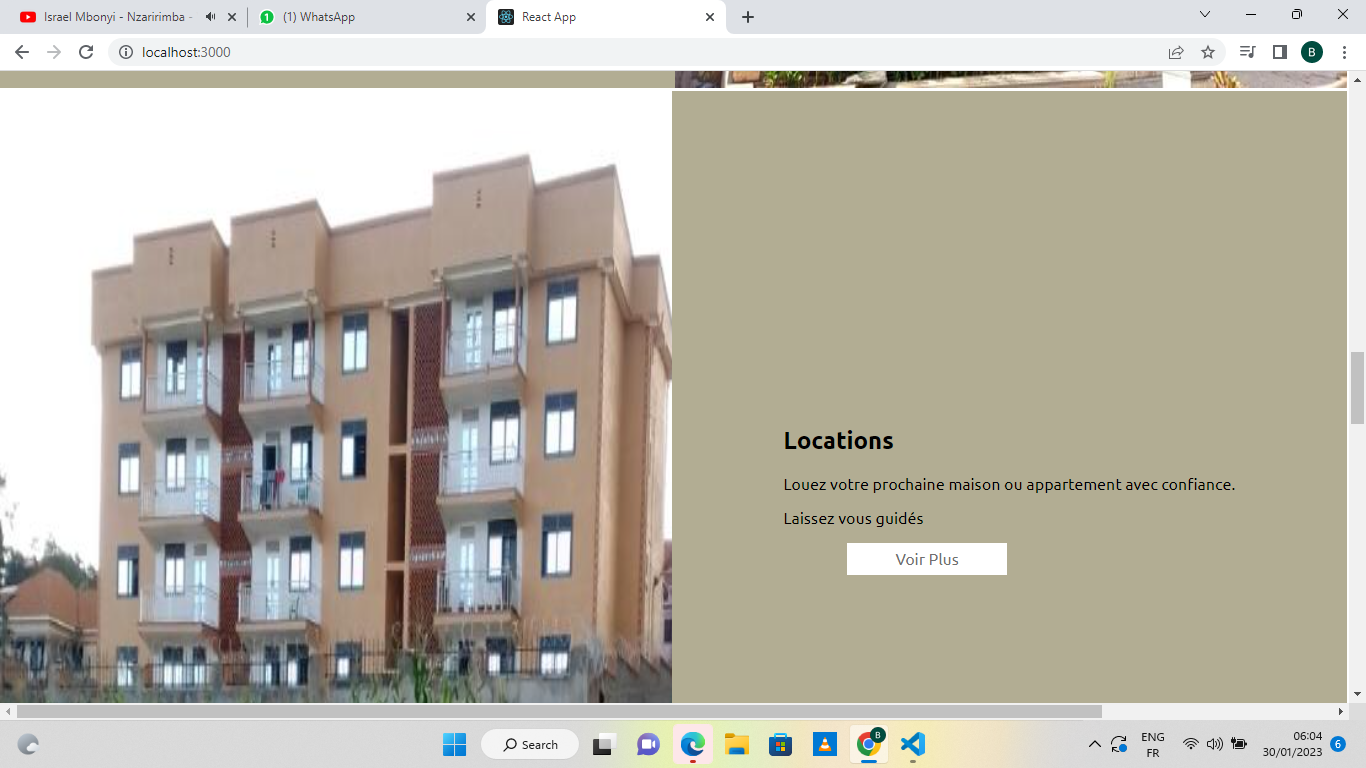 Israel Mbonyi - Nzaririmba -
(1) WhatsApp
React App
localhost:3000
B
Locations
Louez votre prochaine maison ou appartement avec confiance.
Laissez vous guidés
Voir Plus
Search
B
ENG
FR
06:04
30/01/2023
6